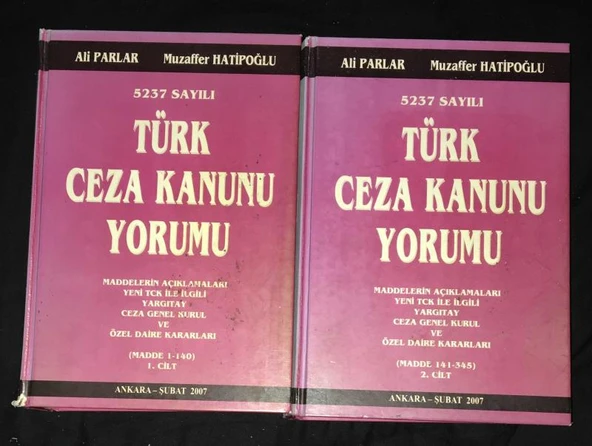 Ali PARLAR Muzaffer HATİPOĞLU
5237 SAYILI
TÜRK
CEZA KANUNU
YORUMU
MADDELERİN AÇIKLAMALARI
YENİ TCK İLE İLGİLİ
YARGITAY
CEZA GENEL KURUL
VE
ÖZEL DAİRE KARARLARI
(MADDE 1-140)
1. CİLT
ANKARA – ŞUBAT 2007
Ali PARLAR Muzaffer HATİPOĞLU
5237 SAYILI
TÜRK
CEZA KANUNU
YORUMU
MADDELERİN AÇIKLAMALARI
YENİ TCK İLE İLGİLİ
YARGITAY
CEZA GENEL KURUL
VE
ÖZEL DAİRE KARARLARI
(MADDE 141-345)
2. CİLT
ANKARA – ŞUBAT 2007